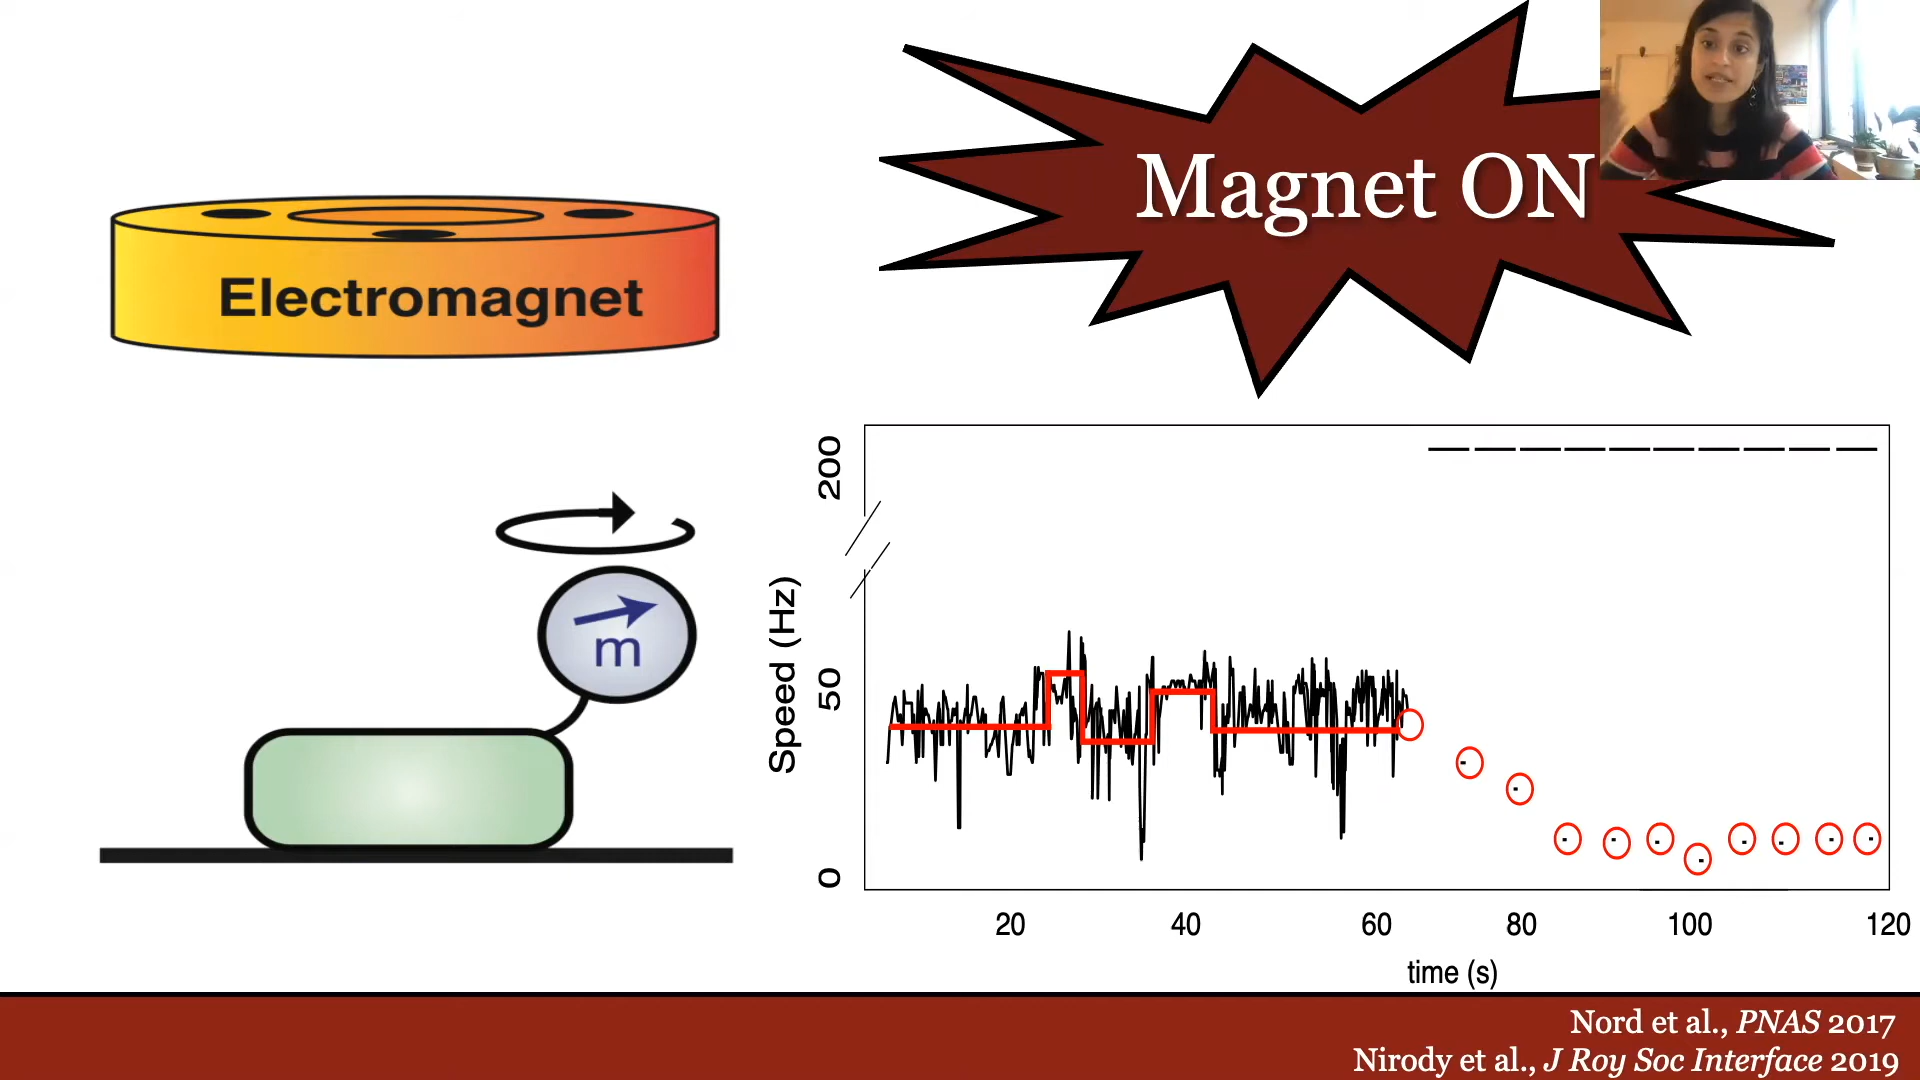 Magnet ON
Electromagnet
m
Speed (Hz)
200
50
0
20 40 60 80 100 120
time (s)
Nord et al., PNAS 2017
Nirody et al., J Roy Soc Interface 2019